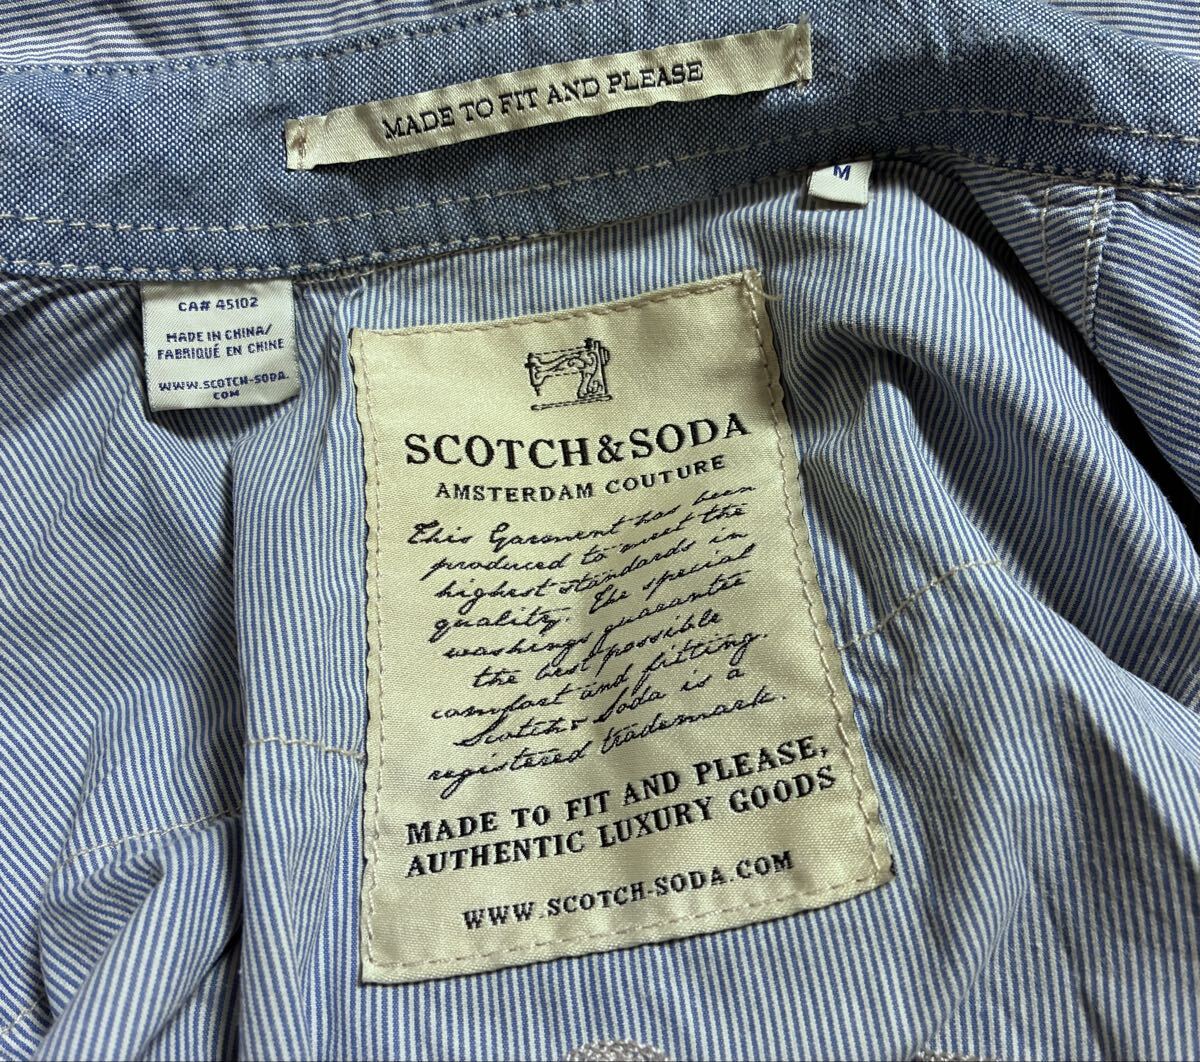 MADE TO FIT AND PLEASE
M
CA# 45102
MADE IN CHINA/
FABRIQUÉ EN CHINE
WWW.SCOTCH-SODA.
COM
SCOTCH&SODA
AMSTERDAM COUTURE
This Garment has been
produced to meet the
highest standards in
quality. The special
washings guarantee
the best possible
comfort and fitting.
Scotch & Soda is a
registered trademark.
MADE TO FIT AND PLEASE,
AUTHENTIC LUXURY GOODS
WWW.SCOTCH-SODA.COM